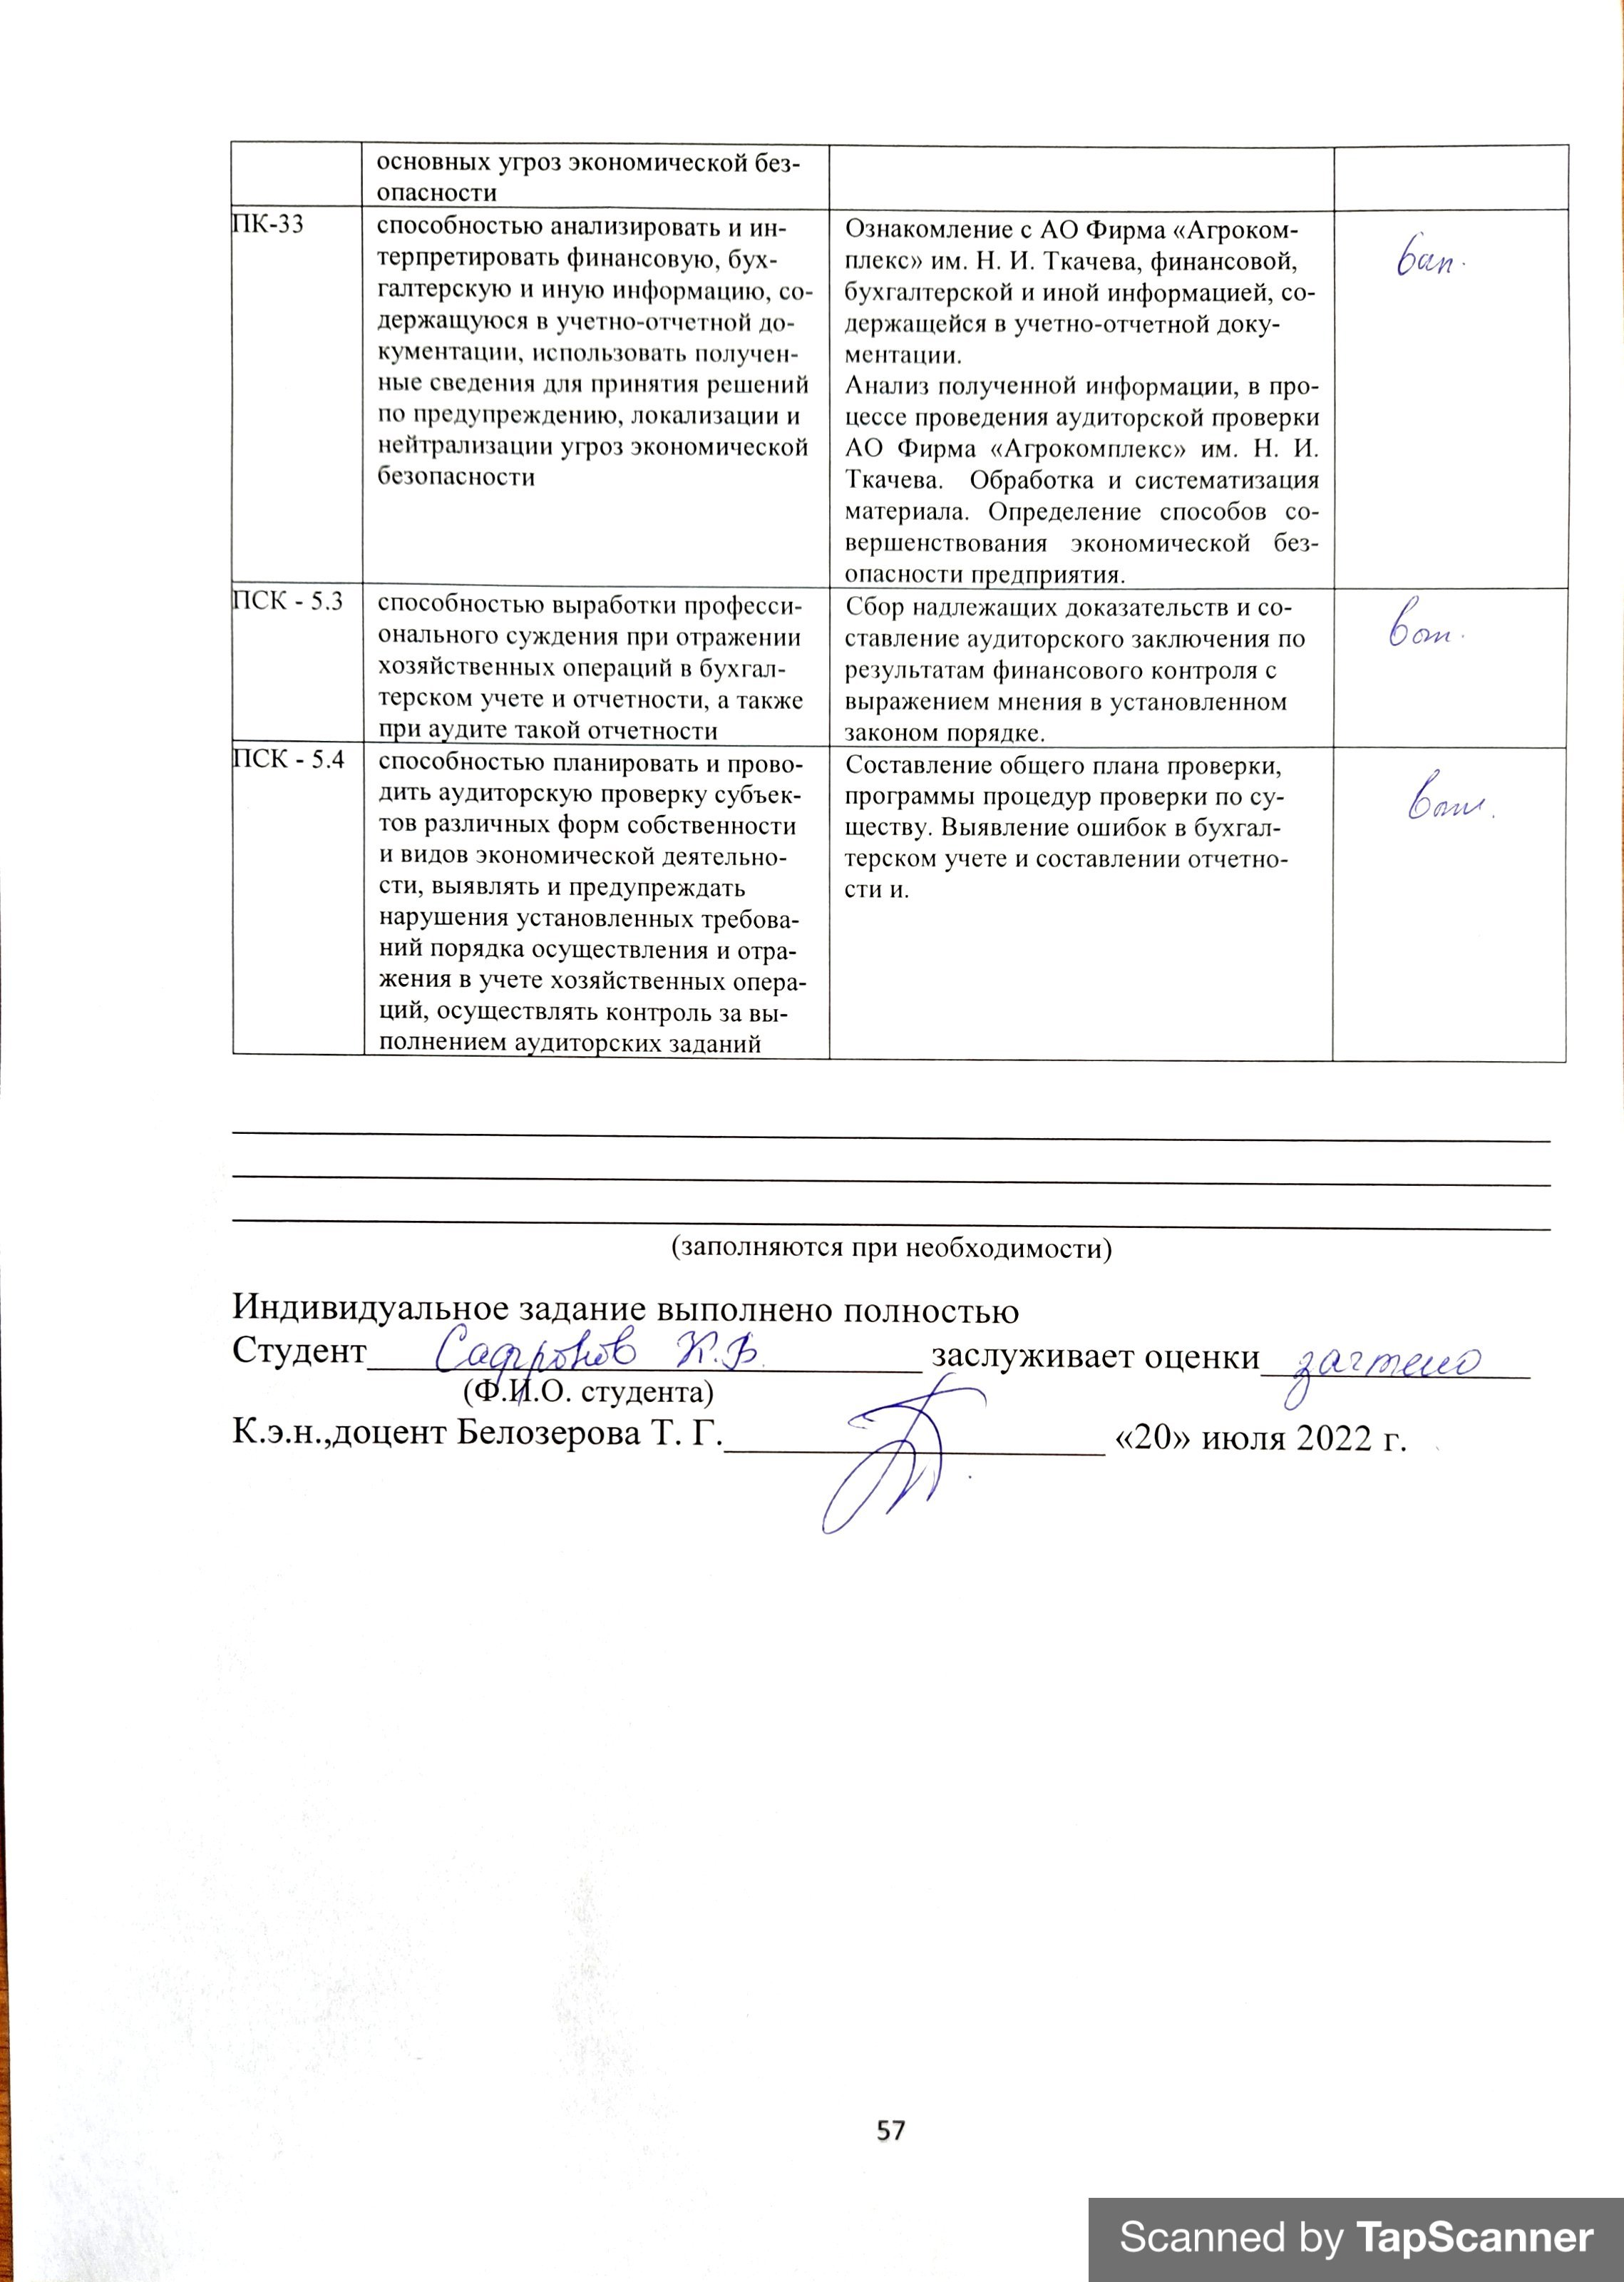 основных угроз экономической без-
опасности
ПК-33
способностью анализировать и ин-
терпретировать финансовую, бух-
галтерскую и иную информацию, со-
держащуюся в учетно-отчетной до-
кументации, использовать получен-
ные сведения для принятия решений
по предупреждению, локализации и
нейтрализации угроз экономической
безопасности
Ознакомление с АО Фирма «Агроком-
плекс» им. Н. И. Ткачева, финансовой,
бухгалтерской и иной информацией, со-
держащейся в учетно-отчетной доку-
ментации.
Анализ полученной информации, в про-
цессе проведения аудиторской проверки
АО Фирма «Агрокомплекс» им. Н. И.
Ткачева. Обработка и систематизация
материала. Определение способов со-
вершенствования экономической без-
опасности предприятия.
ПСК - 5.3
способностью выработки професси-
онального суждения при отражении
хозяйственных операций в бухгал-
терском учете и отчетности, а также
при аудите такой отчетности
Сбор надлежащих доказательств и со-
ставление аудиторского заключения по
результатам финансового контроля с
выражением мнения в установленном
законом порядке.
ПСК - 5.4
способностью планировать и прово-
дить аудиторскую проверку субъек-
тов различных форм собственности
и видов экономической деятельно-
сти, выявлять и предупреждать
нарушения установленных требова-
ний порядка осуществления и отра-
жения в учете хозяйственных опера-
ций, осуществлять контроль за вы-
полнением аудиторских заданий
Составление общего плана проверки,
программы процедур проверки по су-
ществу. Выявление ошибок в бухгал-
терском учете и составлении отчетно-
сти и.
(заполняются при необходимости)
Индивидуальное задание выполнено полностью
Студент Сафронов К.В. заслуживает оценки зачтено
(Ф.И.О. студента)
К.э.н.,доцент Белозерова Т. Г. «20» июля 2022 г.
57
Scanned by TapScanner